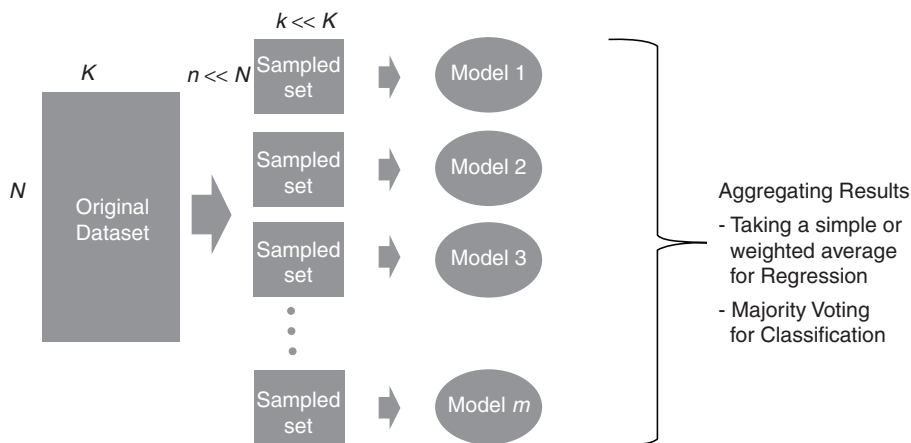 k << K
K
n << N
Sampled
set
Model 1
N
Original
Dataset
Sampled
set
Model 2
Sampled
set
Model 3
Sampled
set
Model m
Aggregating Results
- Taking a simple or
weighted average
for Regression
- Majority Voting
for Classification